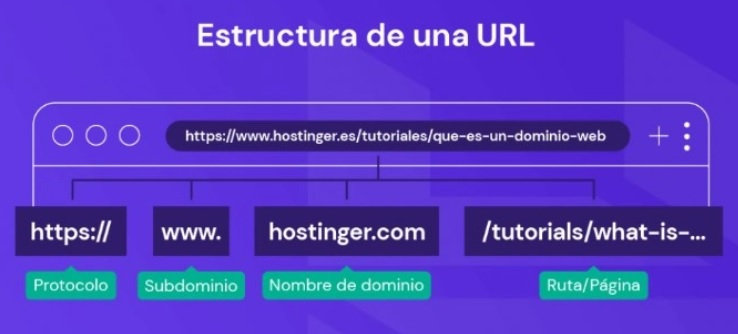 Estructura de una URL
https://www.hostinger.es/tutoriales/que-es-un-dominio-web
https:// www. hostinger.com /tutorials/what-is-...
Protocolo Subdominio Nombre de dominio Ruta/Página